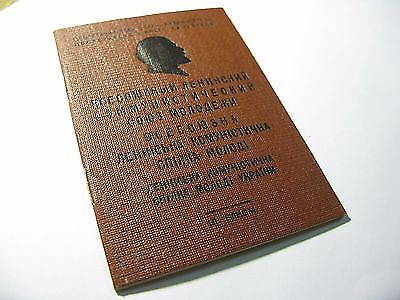 ВСЕСОЮЗНЫЙ ЛЕНИНСКИЙ
КОММУНИСТИЧЕСКИЙ
СОЮЗ МОЛОДЕЖИ
ВСЕСОЮЗНА
ЛЕНІНСЬКА КОМУНІСТИЧНА
СПІЛКА МОЛОДІ
ЛЕНІНСЬКА КОМУНІСТИЧНА
СПІЛКА МОЛОДІ УКРАЇНИ